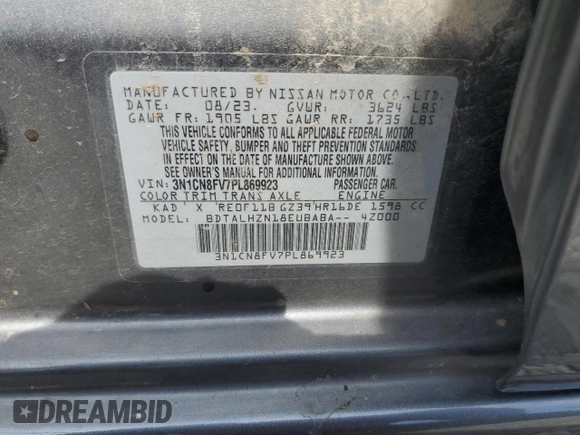 MANUFACTURED BY NISSAN MOTOR CO., LTD.
DATE: 08/23. GVWR: 3624 LBS
GAWR FR: 1905 LBS GAWR RR: 1735 LBS
THIS VEHICLE CONFORMS TO ALL APPLICABLE FEDERAL MOTOR
VEHICLE SAFETY, BUMPER AND THEFT PREVENTION STANDARDS
IN EFFECT ON THE DATE OF MANUFACTURE SHOWN ABOVE.
SEE OWNER'S MANUAL FOR ADDITIONAL INFORMATION
VIN: 3N1CN8FV7PL869923 PASSENGER CAR.
COLOR TRIM TRANS AXLE ENGINE
KAD X RE0F11B GZ39 HR16DE 1598 CC
MODEL: BDTALHZN18EUBABA-- 4Z000
3N1CN8FV7PL869923
DREAMBID